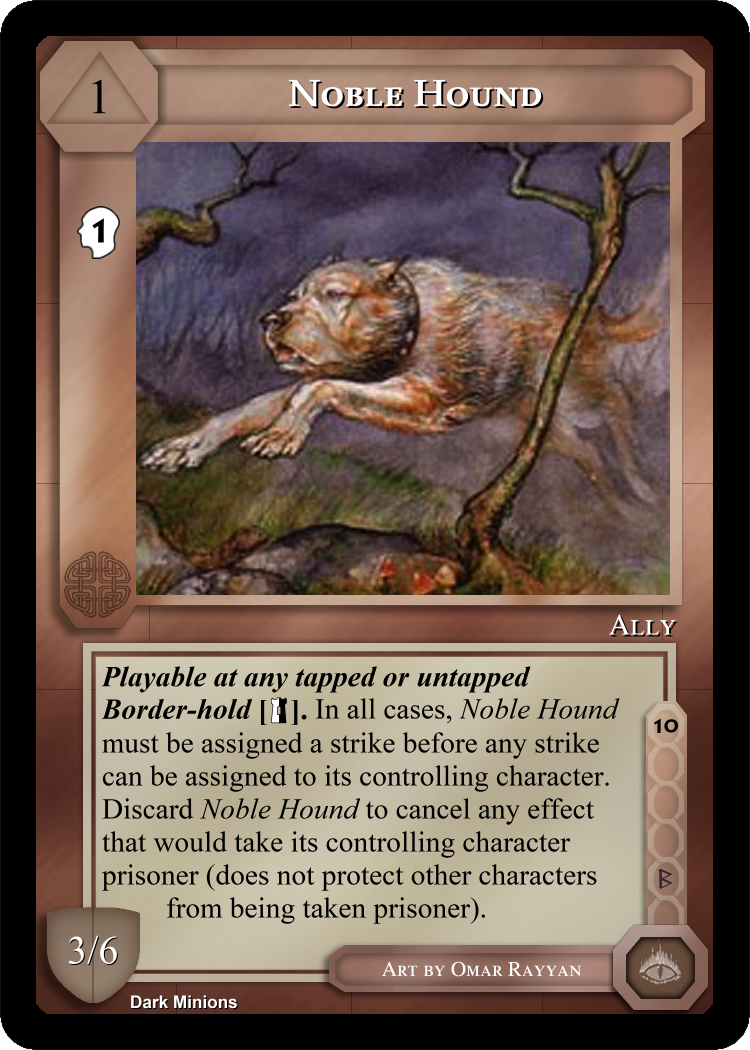 1
Noble Hound
1
Ally
Playable at any tapped or untapped
Border-hold [ ]. In all cases, Noble Hound
must be assigned a strike before any strike
can be assigned to its controlling character.
Discard Noble Hound to cancel any effect
that would take its controlling character
prisoner (does not protect other characters
from being taken prisoner).
10
ᛒ
3/6
Art by Omar Rayyan
Dark Minions